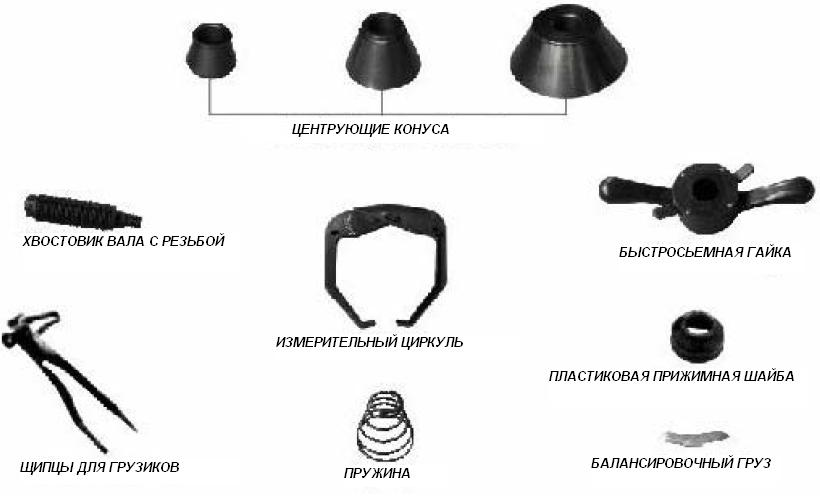 ЦЕНТРУЮЩИЕ КОНУСА
ХВОСТОВИК ВАЛА С РЕЗЬБОЙ
БЫСТРОСЬЕМНАЯ ГАЙКА
ИЗМЕРИТЕЛЬНЫЙ ЦИРКУЛЬ
ПЛАСТИКОВАЯ ПРИЖИМНАЯ ШАЙБА
ЩИПЦЫ ДЛЯ ГРУЗИКОВ
ПРУЖИНА
БАЛАНСИРОВОЧНЫЙ ГРУЗ